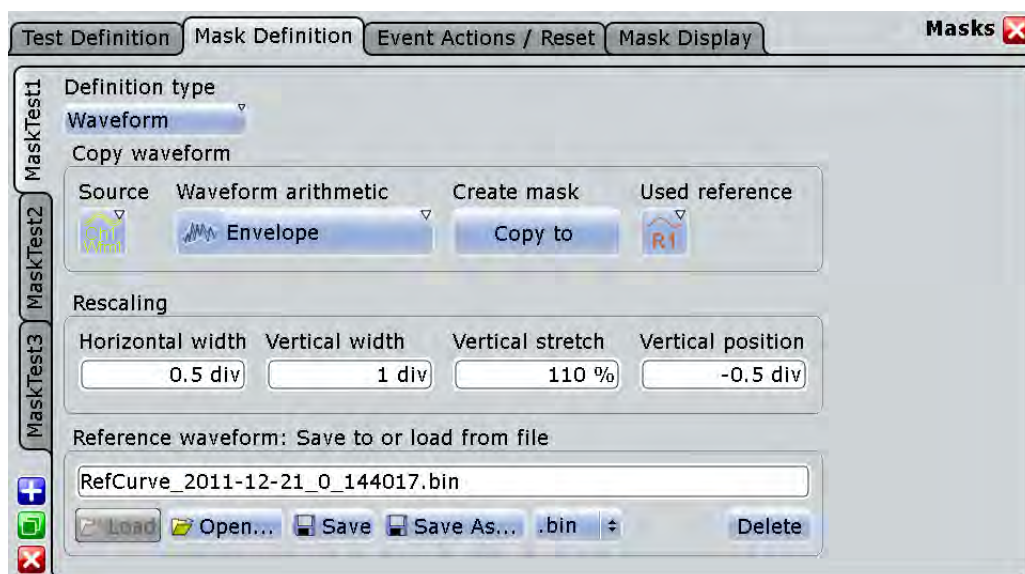 Test Definition Mask Definition Event Actions / Reset Mask Display Masks
MaskTest1
MaskTest2
MaskTest3
Definition type
Waveform
Copy waveform
Source Waveform arithmetic Create mask Used reference
Envelope Copy to R1
Rescaling
Horizontal width Vertical width Vertical stretch Vertical position
0.5 div 1 div 110 % -0.5 div
Reference waveform: Save to or load from file
RefCurve_2011-12-21_0_144017.bin
Load Open... Save Save As... .bin Delete